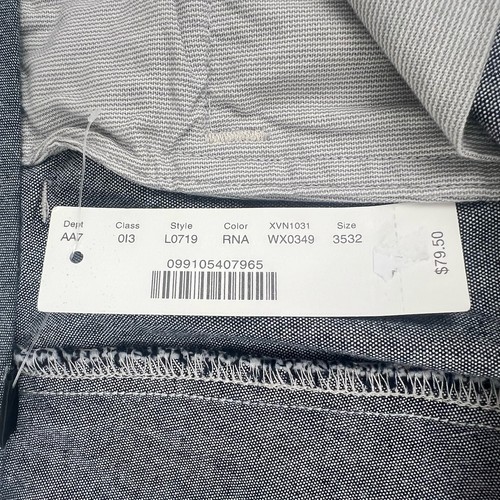 Dept Class Style Color XVN1031 Size
AA7 0I3 L0719 RNA WX0349 3532
099105407965
$79.50